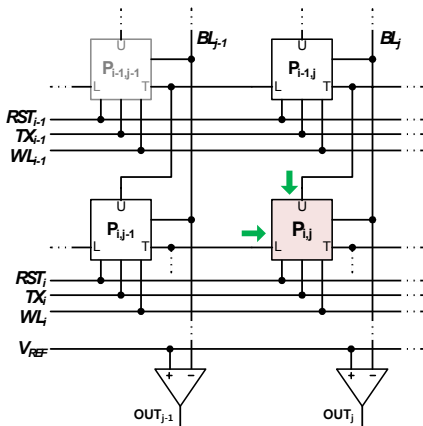 BLj-1 BLj
U U
Pi-1,j-1 Pi-1,j
L T L T
RSTi-1
TXi-1
WLi-1
U U
Pi,j-1 Pi,j
L T L T
RSTi
TXi
WLi
VREF
+ − + −
OUTj-1 OUTj